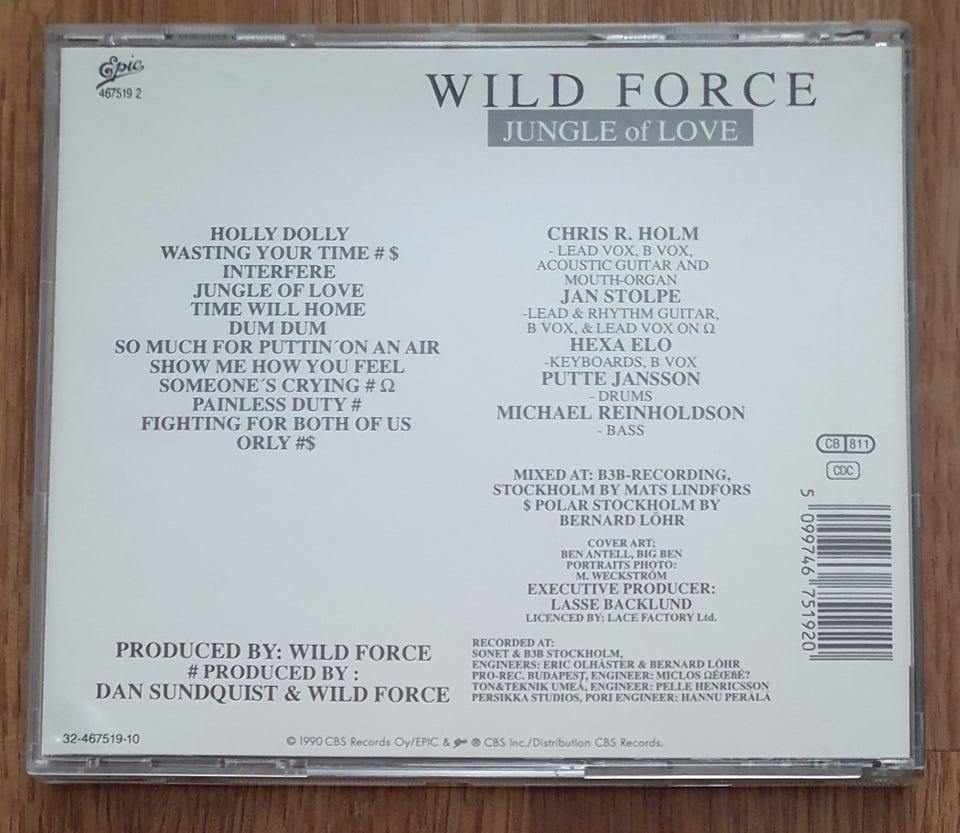 Epic
467519 2
WILD FORCE
JUNGLE of LOVE
HOLLY DOLLY
WASTING YOUR TIME # $
INTERFERE
JUNGLE OF LOVE
TIME WILL HOME
DUM DUM
SO MUCH FOR PUTTIN´ON AN AIR
SHOW ME HOW YOU FEEL
SOMEONE´S CRYING # Ω
PAINLESS DUTY #
FIGHTING FOR BOTH OF US
ORLY #$
CHRIS R. HOLM
- LEAD VOX, B VOX,
ACOUSTIC GUITAR AND
MOUTH-ORGAN
JAN STOLPE
-LEAD & RHYTHM GUITAR,
B VOX, & LEAD VOX ON Ω
HEXA ELO
-KEYBOARDS, B VOX
PUTTE JANSSON
- DRUMS
MICHAEL REINHOLDSON
- BASS
MIXED AT: B3B-RECORDING,
STOCKHOLM BY MATS LINDFORS
$ POLAR STOCKHOLM BY
BERNARD LÖHR
COVER ART;
BEN ANTELL, BIG BEN
PORTRAITS PHOTO:
M. WECKSTRÖM
EXECUTIVE PRODUCER:
LASSE BACKLUND
LICENCED BY: LACE FACTORY Ltd.
PRODUCED BY: WILD FORCE
# PRODUCED BY :
DAN SUNDQUIST & WILD FORCE
RECORDED AT:
SONET & B3B STOCKHOLM,
ENGINEERS: ERIC OLHÄSTER & BERNARD LÖHR
PRO-REC. BUDAPEST, ENGINEER: MICLOS
TON&TEKNIK UMEÅ, ENGINEER: PELLE HENRICSSON
PERSIKKA STUDIOS, PORI ENGINEER: HANNU PERÄLÄ
CB 811
CDC
5 099746 751920
32-467519-10
© 1990 CBS Records Oy/EPIC & Epic ® CBS Inc./Distribution CBS Records.